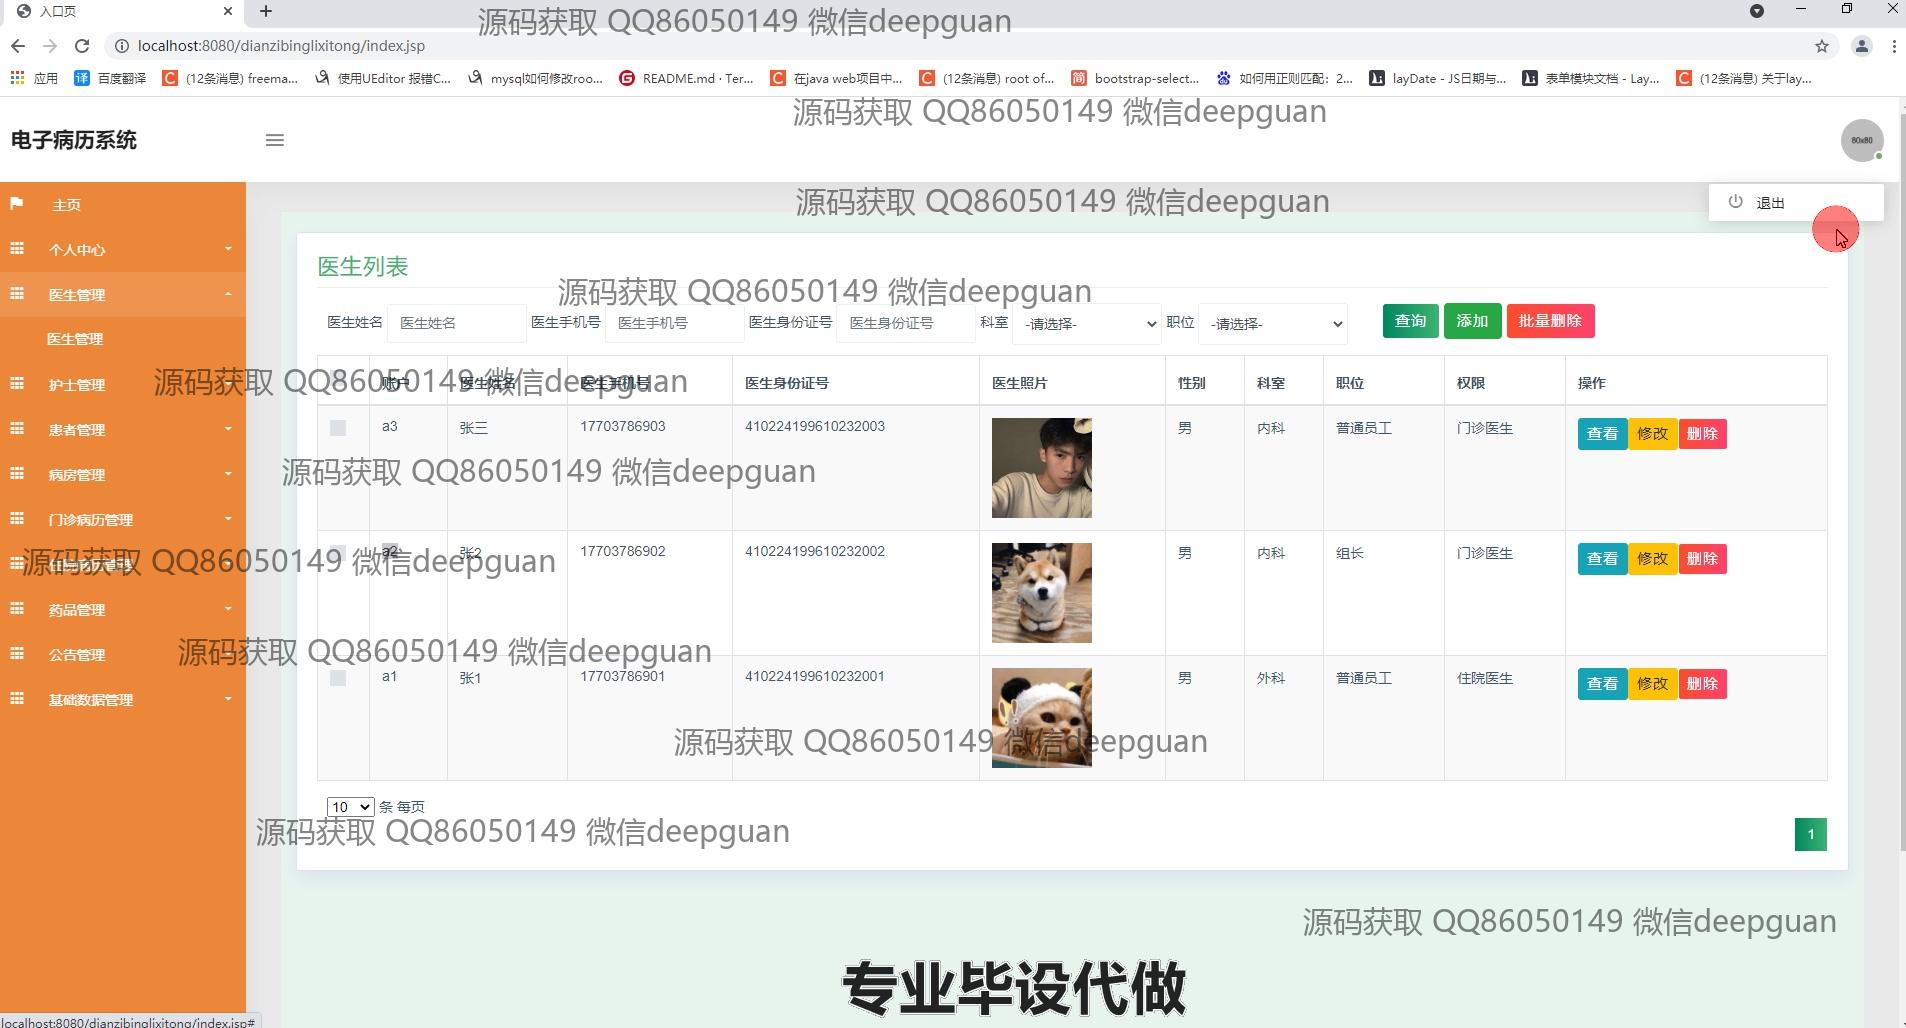 入口页
源码获取 QQ86050149 微信deepguan
localhost:8080/dianzibinglixitong/index.jsp
应用 百度翻译 (12条消息) freema... 使用UEditor 报错C... mysql如何修改roo... README.md · Ter... 在java web项目中... (12条消息) root of... bootstrap-select... 如何用正则匹配：2... layDate - JS日期与... 表单模块文档 - Lay... (12条消息) 关于lay...
源码获取 QQ86050149 微信deepguan
电子病历系统
80x80
源码获取 QQ86050149 微信deepguan
退出
主页
个人中心
医生管理
医生管理
护士管理
患者管理
病房管理
门诊病历管理
住院病历管理
药品管理
公告管理
基础数据管理
医生列表
源码获取 QQ86050149 微信deepguan
医生姓名 医生姓名 医生手机号 医生手机号 医生身份证号 医生身份证号 科室 -请选择- 职位 -请选择- 查询 添加 批量删除
源码获取 QQ86050149 微信deepguan
账户 医生姓名 医生手机号 医生身份证号 医生照片 性别 科室 职位 权限 操作
a3 张三 17703786903 410224199610232003 男 内科 普通员工 门诊医生 查看 修改 删除
源码获取 QQ86050149 微信deepguan
a2 张2 17703786902 410224199610232002 男 内科 组长 门诊医生 查看 修改 删除
源码获取 QQ86050149 微信deepguan
源码获取 QQ86050149 微信deepguan
a1 张1 17703786901 410224199610232001 男 外科 普通员工 住院医生 查看 修改 删除
源码获取 QQ86050149 微信deepguan
10 条 每页
源码获取 QQ86050149 微信deepguan
1
源码获取 QQ86050149 微信deepguan
专业毕设代做
localhost:8080/dianzibinglixitong/index.jsp#